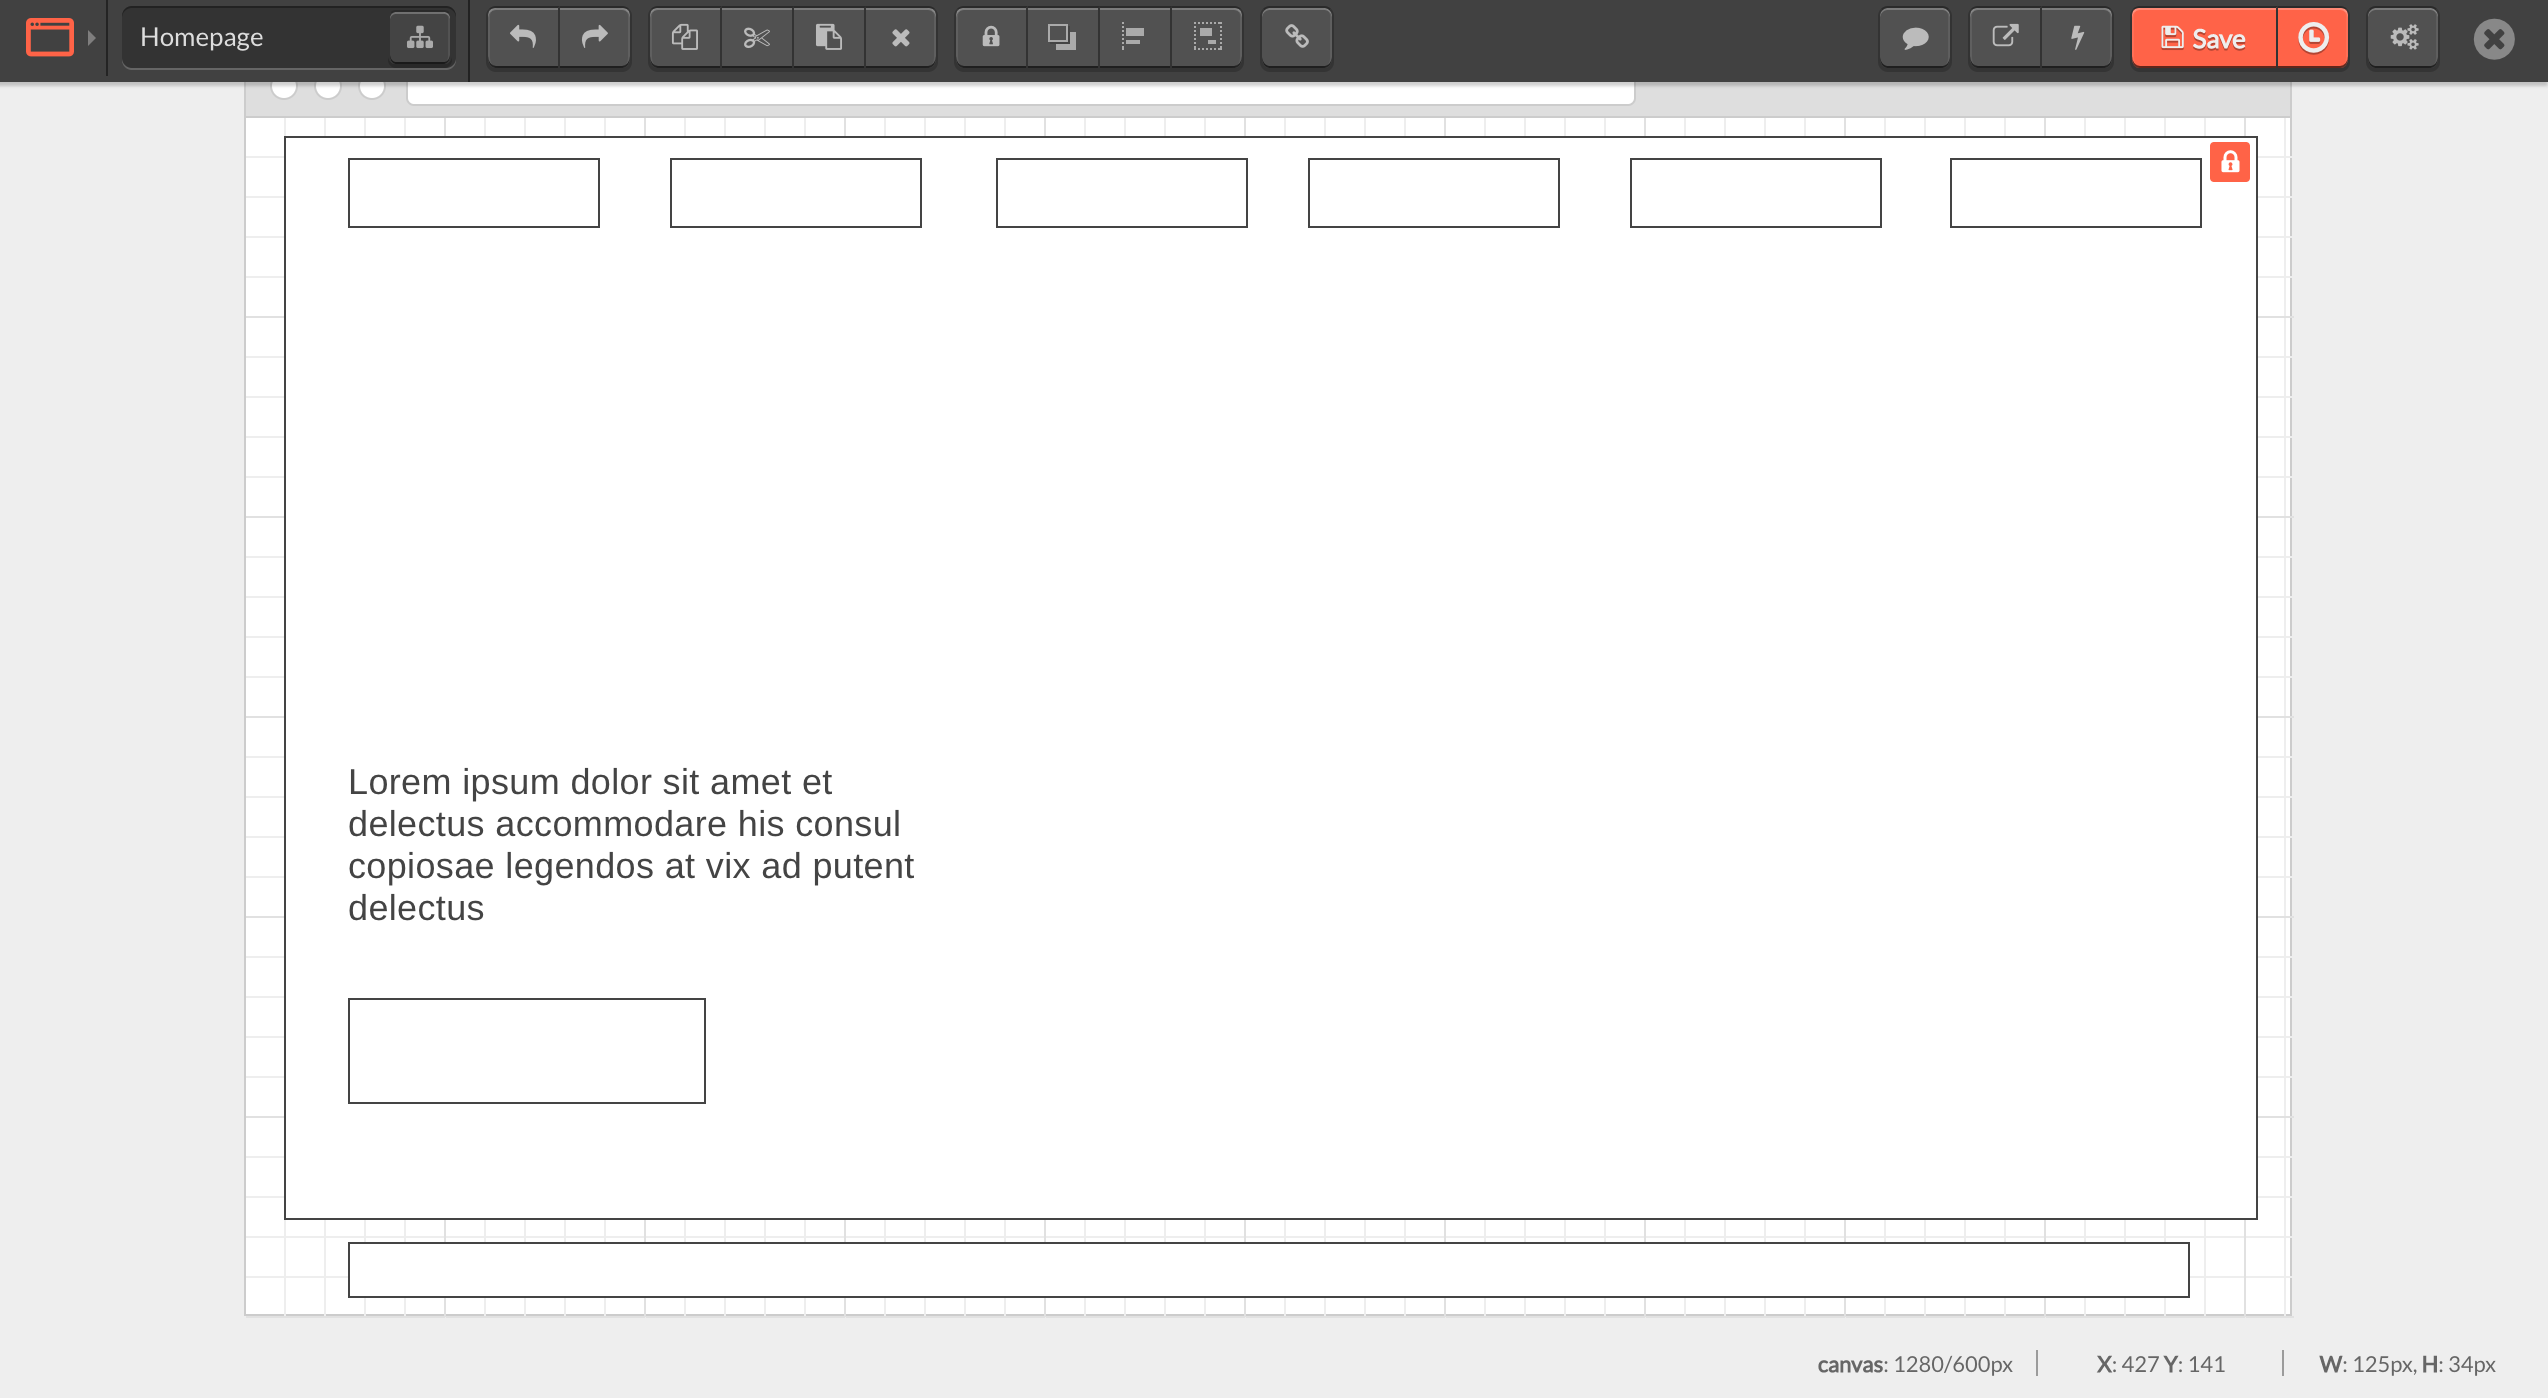 Homepage
Save
Lorem ipsum dolor sit amet et
delectus accommodare his consul
copiosae legendos at vix ad putent
delectus
canvas: 1280/600px X: 427 Y: 141 W: 125px, H: 34px